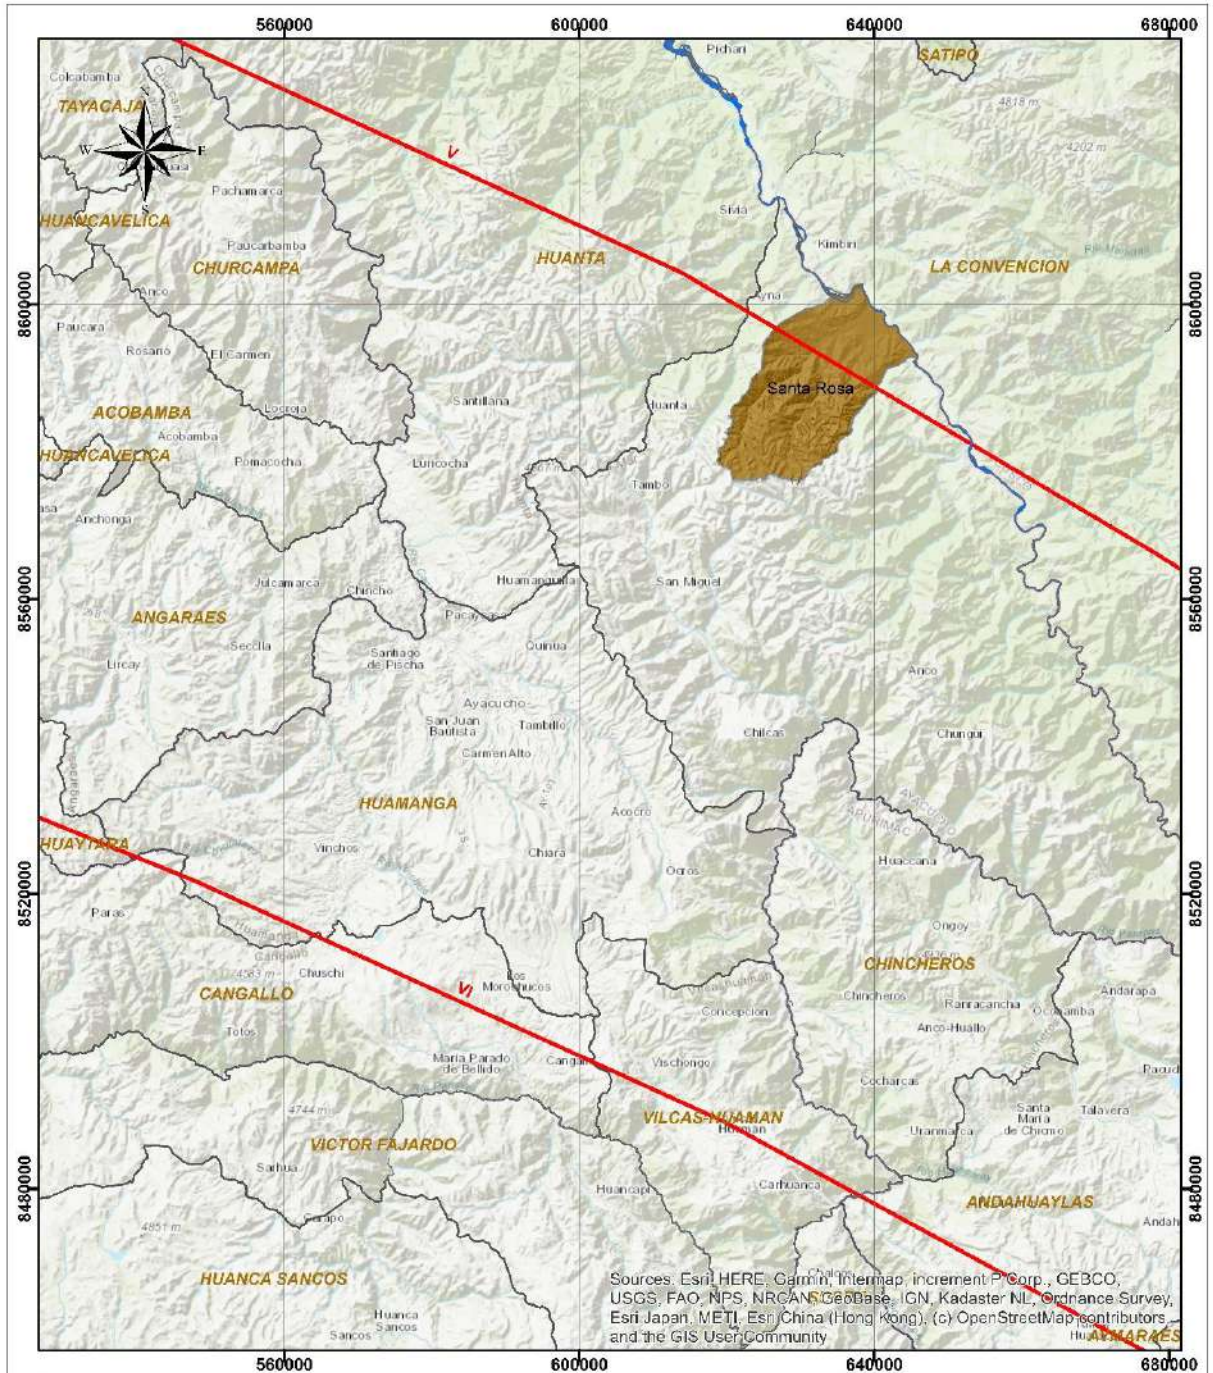 560000
600000
640000
680000
Pichari
SATIPO
Colcabamba
TAYACAJA
4818 m
4202 m
V
N
W
E
S
Pachamarca
Sivia
HUANCAVELICA
Paucarbamba
CHURCAMPA
HUANTA
Kimbiri
LA CONVENCION
Anco
Ayna
8600000
8600000
Paucara
Rosario
El Carmen
Santa Rosa
ACOBAMBA
Locroja
Santillana
Huanta
Acobamba
HUANCAVELICA
Pomacocha
Luricocha
Tambo
Anchonga
8560000
8560000
Julcamarca
Chincho
Huamanguilla
San Miguel
ANGARAES
Pacaycasa
Secclla
Santiago
de Pischa
Quinua
Lircay
Anco
Ayacucho
San Juan
Bautista
Tambillo
Chilcas
Chungui
Carmen Alto
Angaraes
HUAMANGA
Acocro
AYACUCHO
APURIMAC
HUAYTARA
Vinchos
Chiara
Huaccana
Ocros
8520000
8520000
Paras
Ongoy
Huamanga
Cangallo
CHINCHEROS
4583 m
Chuschi
CANGALLO
VI
Los
Morochucos
Chincheros
Ranracancha
Andarapa
Ocobamba
Concepcion
Anco-Huallo
Totos
Maria Parado
de Bellido
Vischongo
Cocharcas
4744 m
VILCAS-HUAMAN
Santa
Maria
de Chicmo
Talavera
Uranmarca
VICTOR FAJARDO
Sarhua
8480000
8480000
Huancapi
Carhuanca
ANDAHUAYLAS
Andah
4851 m
HUANCA SANCOS
Huanca
Sancos
Sancos
Sources: Esri, HERE, Garmin, Intermap, increment P Corp., GEBCO,
USGS, FAO, NPS, NRCAN, GeoBase, IGN, Kadaster NL, Ordnance Survey,
Esri Japan, METI, Esri China (Hong Kong), (c) OpenStreetMap contributors,
and the GIS User Community
AYMARAES
560000
600000
640000
680000